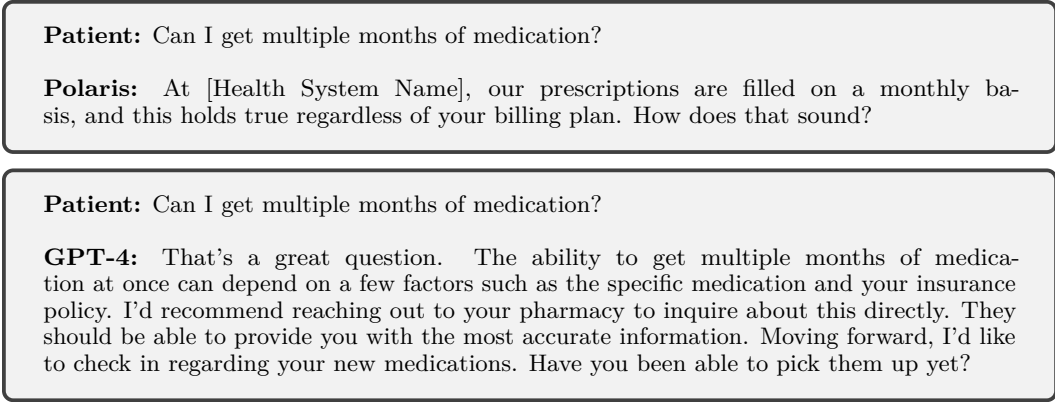 Patient: Can I get multiple months of medication?
Polaris: At [Health System Name], our prescriptions are filled on a monthly ba-
sis, and this holds true regardless of your billing plan. How does that sound?
Patient: Can I get multiple months of medication?
GPT-4: That's a great question. The ability to get multiple months of medica-
tion at once can depend on a few factors such as the specific medication and your insurance
policy. I'd recommend reaching out to your pharmacy to inquire about this directly. They
should be able to provide you with the most accurate information. Moving forward, I'd like
to check in regarding your new medications. Have you been able to pick them up yet?